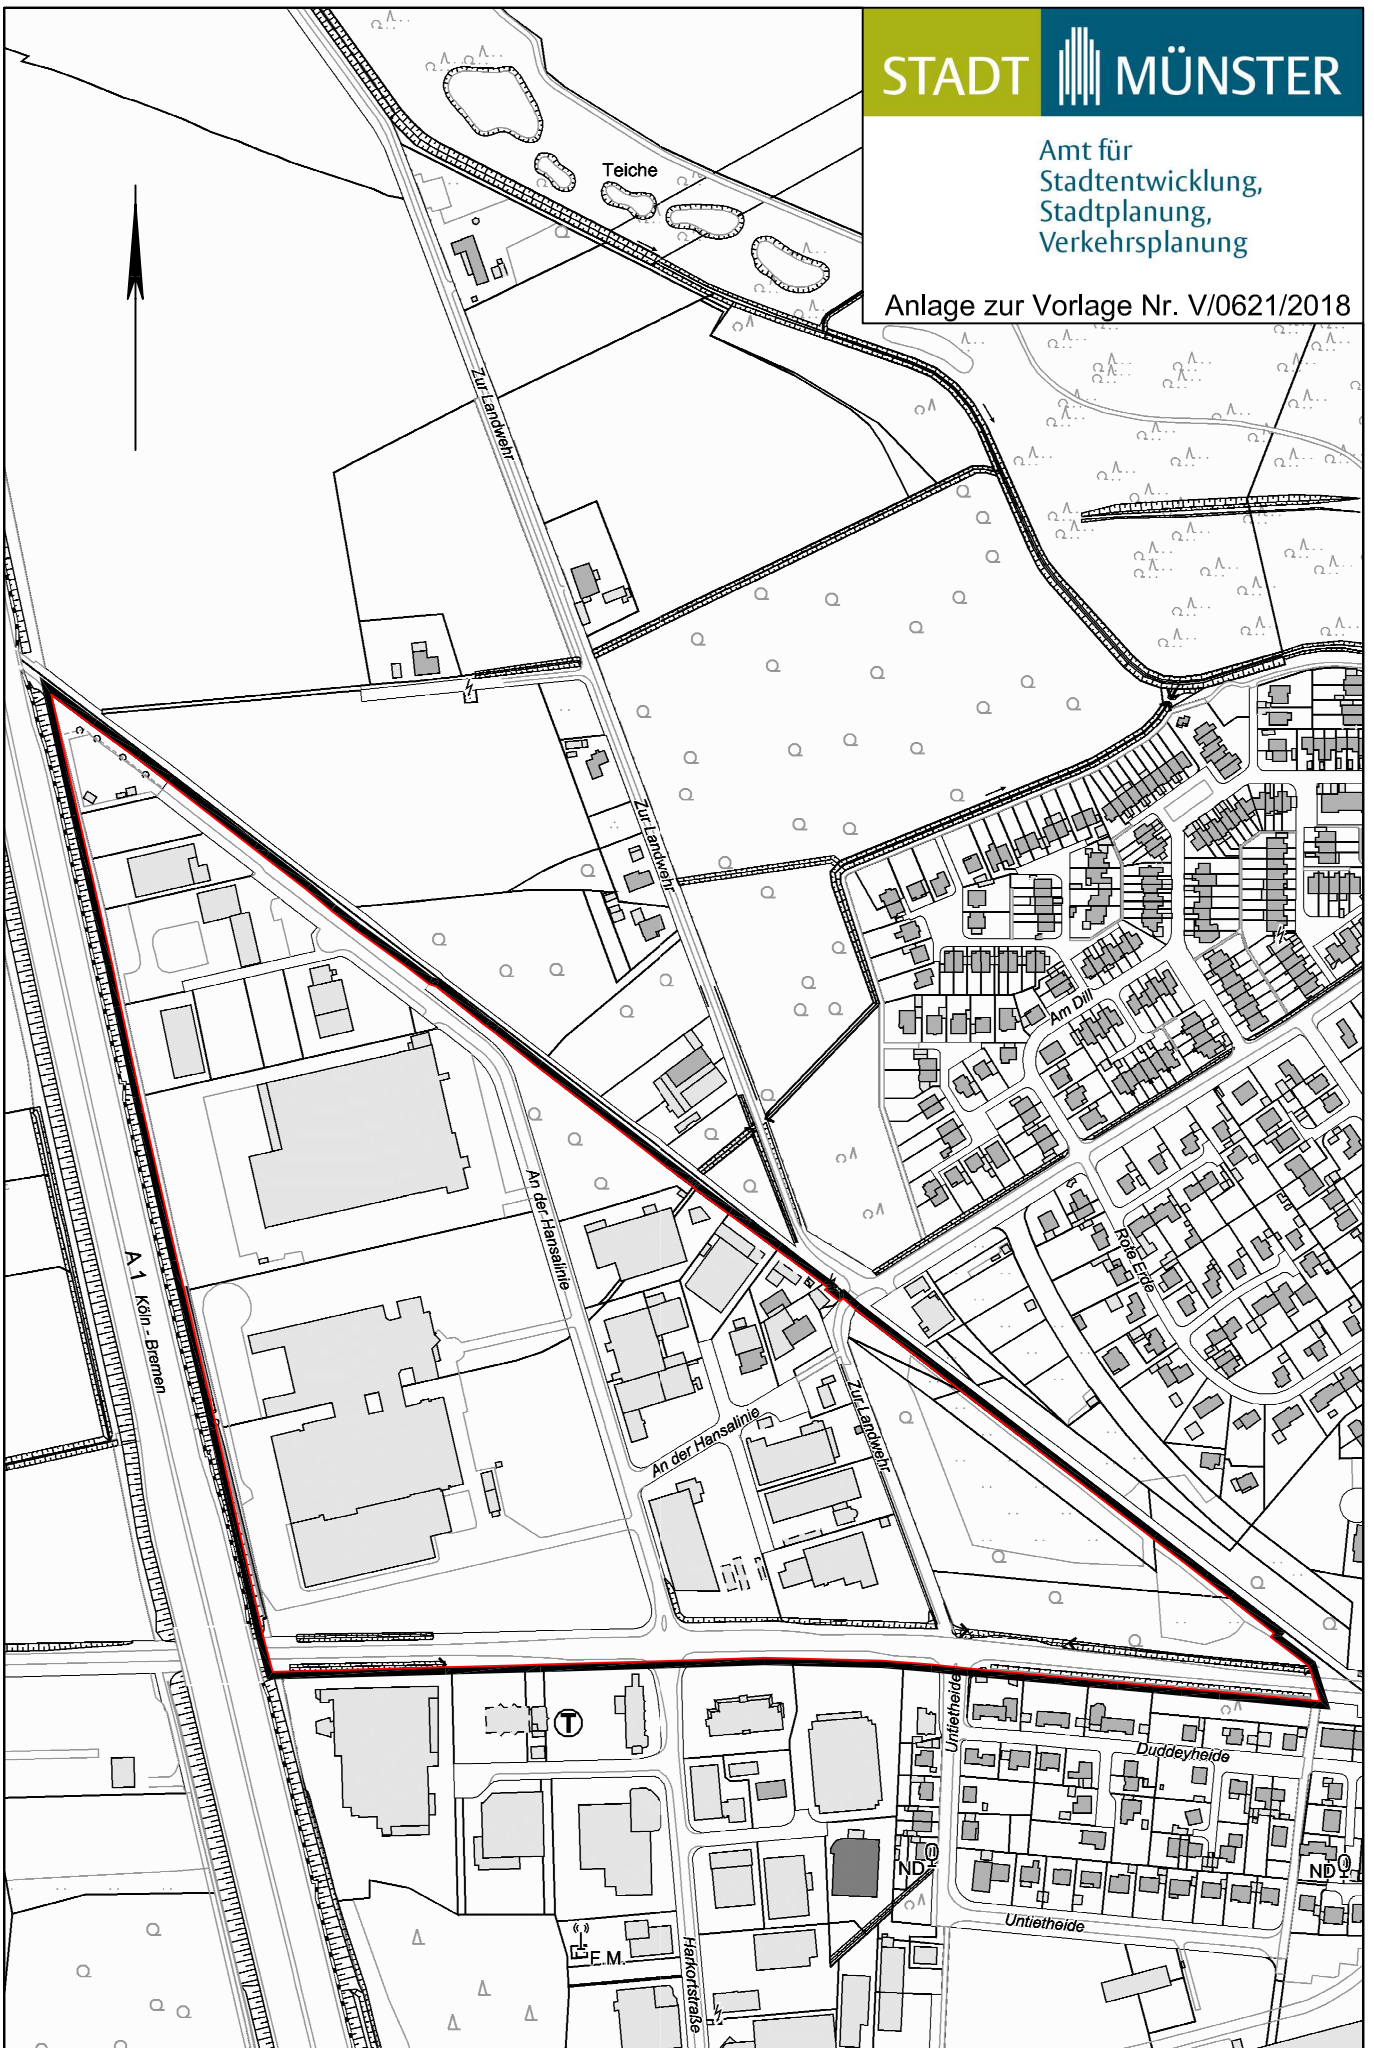 STADT MÜNSTER
Amt für
Stadtentwicklung,
Stadtplanung,
Verkehrsplanung
Anlage zur Vorlage Nr. V/0621/2018
Teiche
Zur Landwehr
Zur Landwehr
Am Dill
An der Hansalinie
Rote Erde
A 1 Köln - Bremen
Zur Landwehr
An der Hansalinie
Untietheide
Duddeyheide
T
ND
ND
Untietheide
F.M.
Harkortstraße